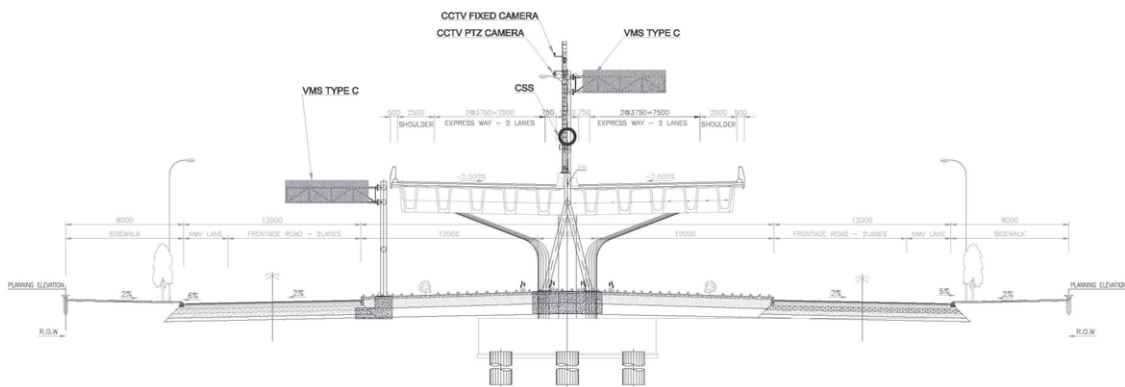 CCTV FIXED CAMERA
CCTV PTZ CAMERA
VMS TYPE C
VMS TYPE C
CSS
500 2500 2@3750-7500 250 750 2@3750-7500 2500 500
SHOULDER EXPRESS WAY - 2 LANES EXPRESS WAY - 2 LANES SHOULDER
-2,000% -2,000%
8000 13000 13000 8000
SIDEWALK NMV LANE FRONTAGE ROAD - 2LANES 12000 12000 FRONTAGE ROAD - 2LANES NMV LANE SIDEWALK
PLANNING ELEVATION 2% 6% 2% 2% 6% 2% PLANNING ELEVATION
R.O.W R.O.W